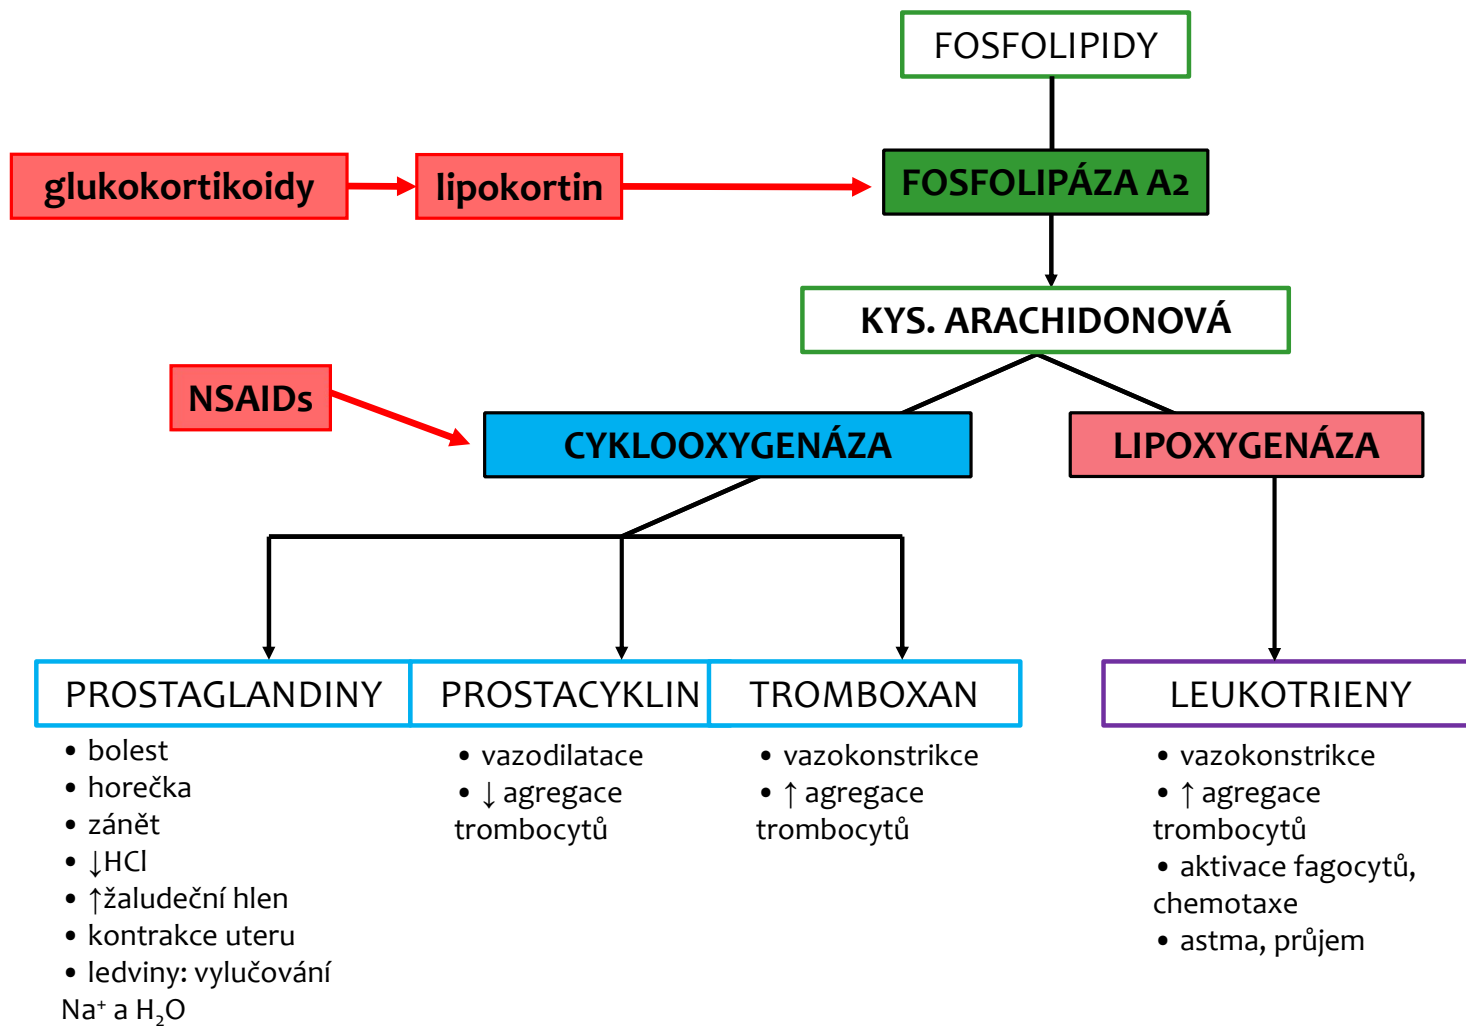 FOSFOLIPIDY
glukokortikoidy
lipokortin
FOSFOLIPÁZA A2
KYS. ARACHIDONOVÁ
NSAIDs
CYKLOOXYGENÁZA
LIPOXYGENÁZA
PROSTAGLANDINY
• bolest
• horečka
• zánět
• ↓HCl
• ↑žaludeční hlen
• kontrakce uteru
• ledviny: vylučování
Na⁺ a H₂O
PROSTACYKLIN
• vazodilatace
• ↓ agregace
trombocytů
TROMBOXAN
• vazokonstrikce
• ↑ agregace
trombocytů
LEUKOTRIENY
• vazokonstrikce
• ↑ agregace
trombocytů
• aktivace fagocytů,
chemotaxe
• astma, průjem